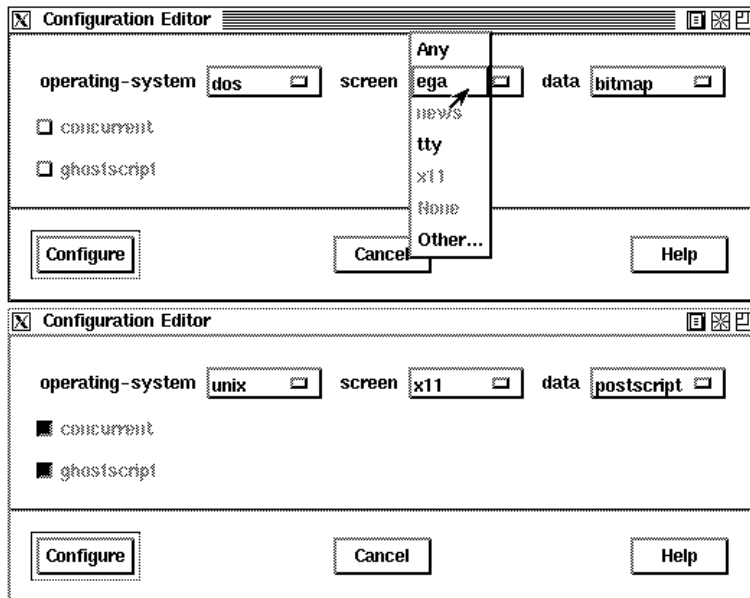 Configuration Editor
Any
operating-system dos screen ega data bitmap
concurrent
news
tty
ghostscript
x11
None
Other...
Configure Cancel Help
Configuration Editor
operating-system unix screen x11 data postscript
concurrent
ghostscript
Configure Cancel Help